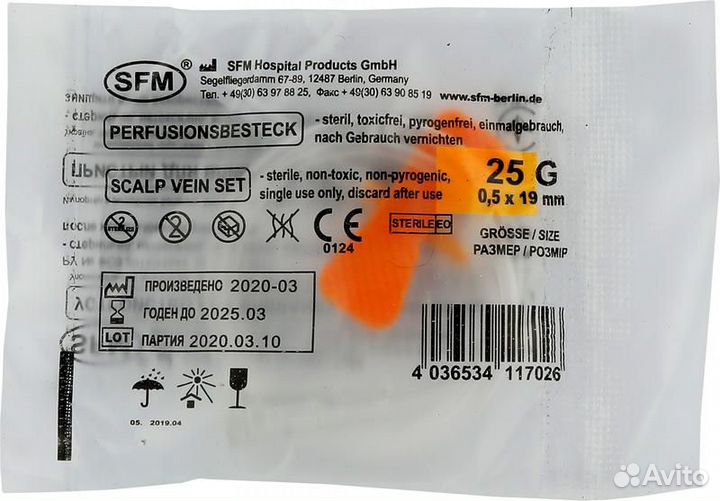 SFM®
SFM Hospital Products GmbH
Segelfliegerdamm 67-89, 12487 Berlin, Germany
Тел. + 49(30) 63 97 88 25, Факс + 49(30) 63 90 85 19
www.sfm-berlin.de
PERFUSIONSBESTECK
- steril, toxicfrei, pyrogenfrei, einmalgebrauch,
nach Gebrauch vernichten
SCALP VEIN SET
- sterile, non-toxic, non-pyrogenic,
single use only, discard after use
25 G
0,5 x 19 mm
2
2
CE
0124
STERILE EO
GRÖSSE / SIZE
РАЗМЕР / РОЗМІР
ПРОИЗВЕДЕНО 2020-03
ГОДЕН ДО 2025.03
LOT ПАРТИЯ 2020.03.10
4 036534 117026
05. 2019.04
Avito